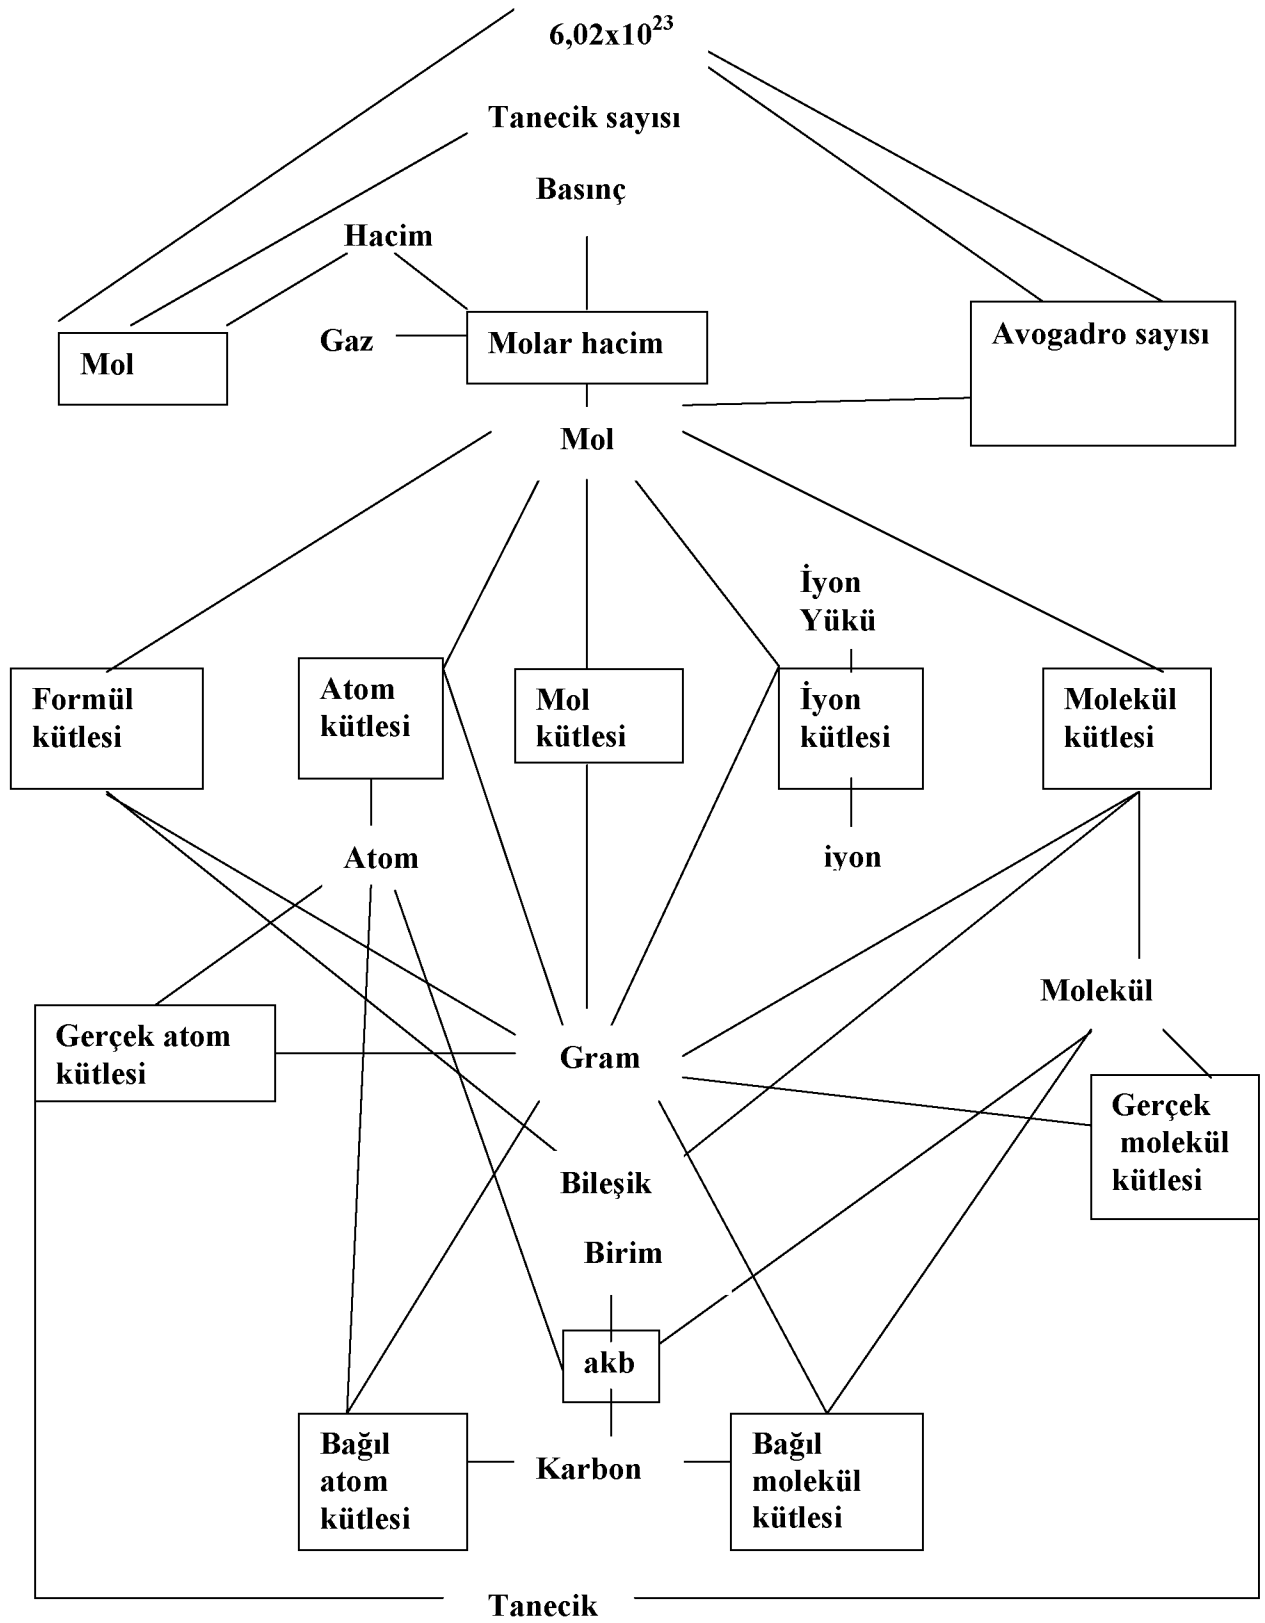 6,02x10²³
Tanecik sayısı
Basınç
Hacim
Gaz
Molar hacim
Avogadro sayısı
Mol
Mol
İyon
Yükü
Formül
kütlesi
Atom
kütlesi
Mol
kütlesi
İyon
kütlesi
Molekül
kütlesi
Atom
iyon
Molekül
Gerçek atom
kütlesi
Gram
Gerçek
molekül
kütlesi
Bileşik
Birim
akb
Bağıl
atom
kütlesi
Karbon
Bağıl
molekül
kütlesi
Tanecik